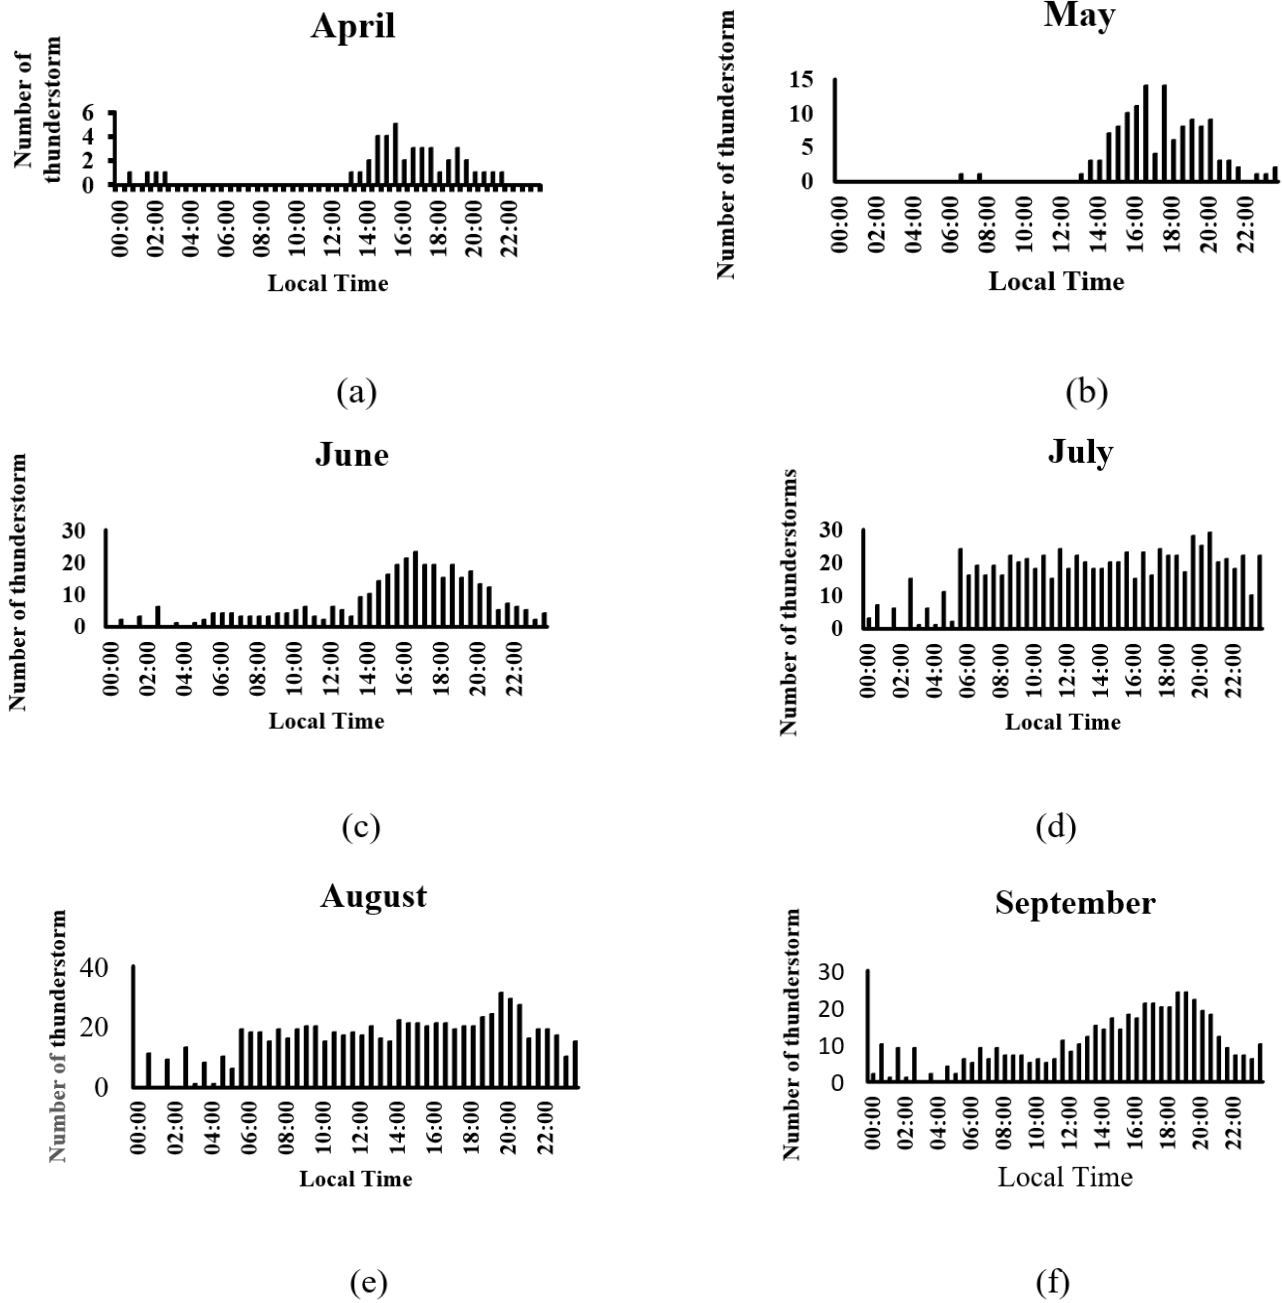 April
Number of
thunderstorm
6
4
2
0
00:00 02:00 04:00 06:00 08:00 10:00 12:00 14:00 16:00 18:00 20:00 22:00
Local Time
(a)
May
Number of thunderstorm
15
10
5
0
00:00 02:00 04:00 06:00 08:00 10:00 12:00 14:00 16:00 18:00 20:00 22:00
Local Time
(b)
June
Number of thunderstorm
30
20
10
0
00:00 02:00 04:00 06:00 08:00 10:00 12:00 14:00 16:00 18:00 20:00 22:00
Local Time
(c)
July
Number of thunderstorms
30
20
10
0
00:00 02:00 04:00 06:00 08:00 10:00 12:00 14:00 16:00 18:00 20:00 22:00
Local Time
(d)
August
Number of thunderstorm
40
20
0
00:00 02:00 04:00 06:00 08:00 10:00 12:00 14:00 16:00 18:00 20:00 22:00
Local Time
(e)
September
Number of thunderstorm
30
20
10
0
00:00 02:00 04:00 06:00 08:00 10:00 12:00 14:00 16:00 18:00 20:00 22:00
Local Time
(f)